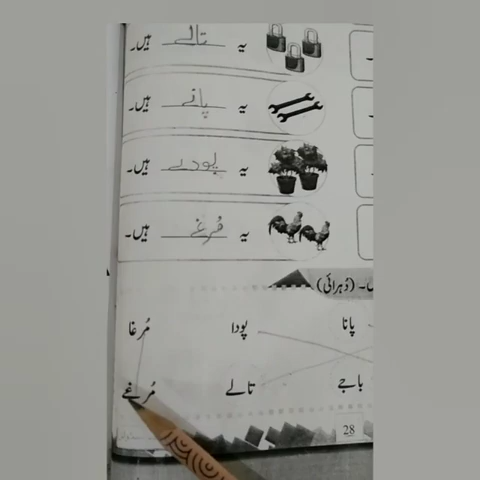 یہ تالے ہیں۔
یہ پانے ہیں۔
یہ پودے ہیں۔
یہ مُرغے ہیں۔
(دُہرائی)
پانا پودا مُرغا
باجے تالے مُرغے
28